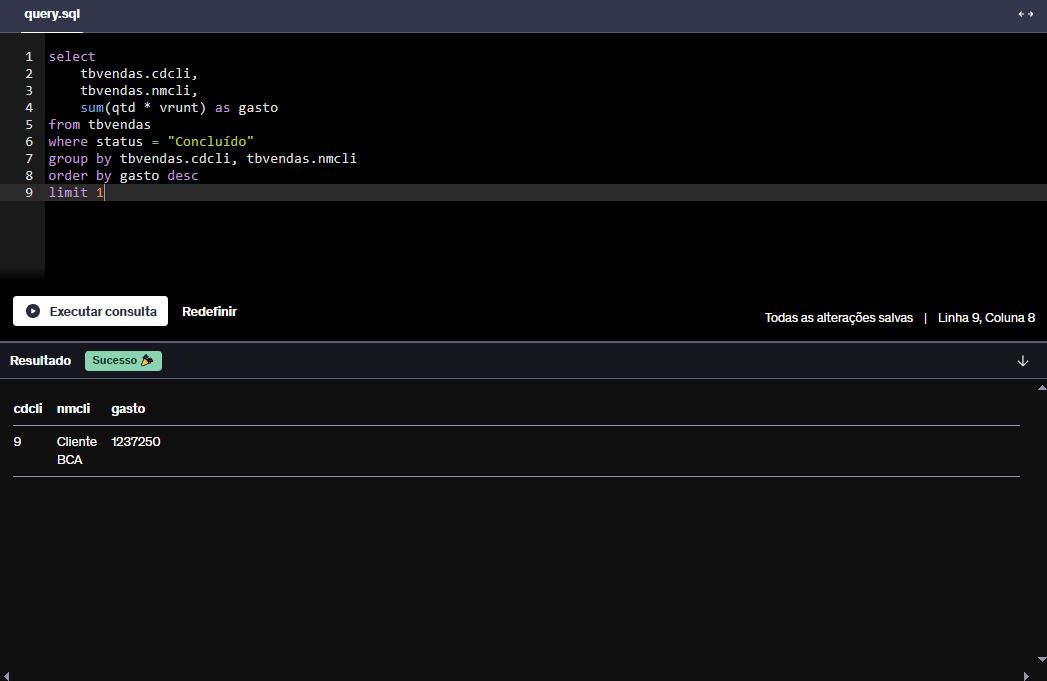 query.sql
1 select
2     tbvendas.cdcli,
3     tbvendas.nmcli,
4     sum(qtd * vrunt) as gasto
5 from tbvendas
6 where status = "Concluído"
7 group by tbvendas.cdcli, tbvendas.nmcli
8 order by gasto desc
9 limit 1
Executar consulta Redefinir Todas as alterações salvas | Linha 9, Coluna 8
Resultado Sucesso 🎉
cdcli nmcli gasto
9 Cliente 1237250
BCA